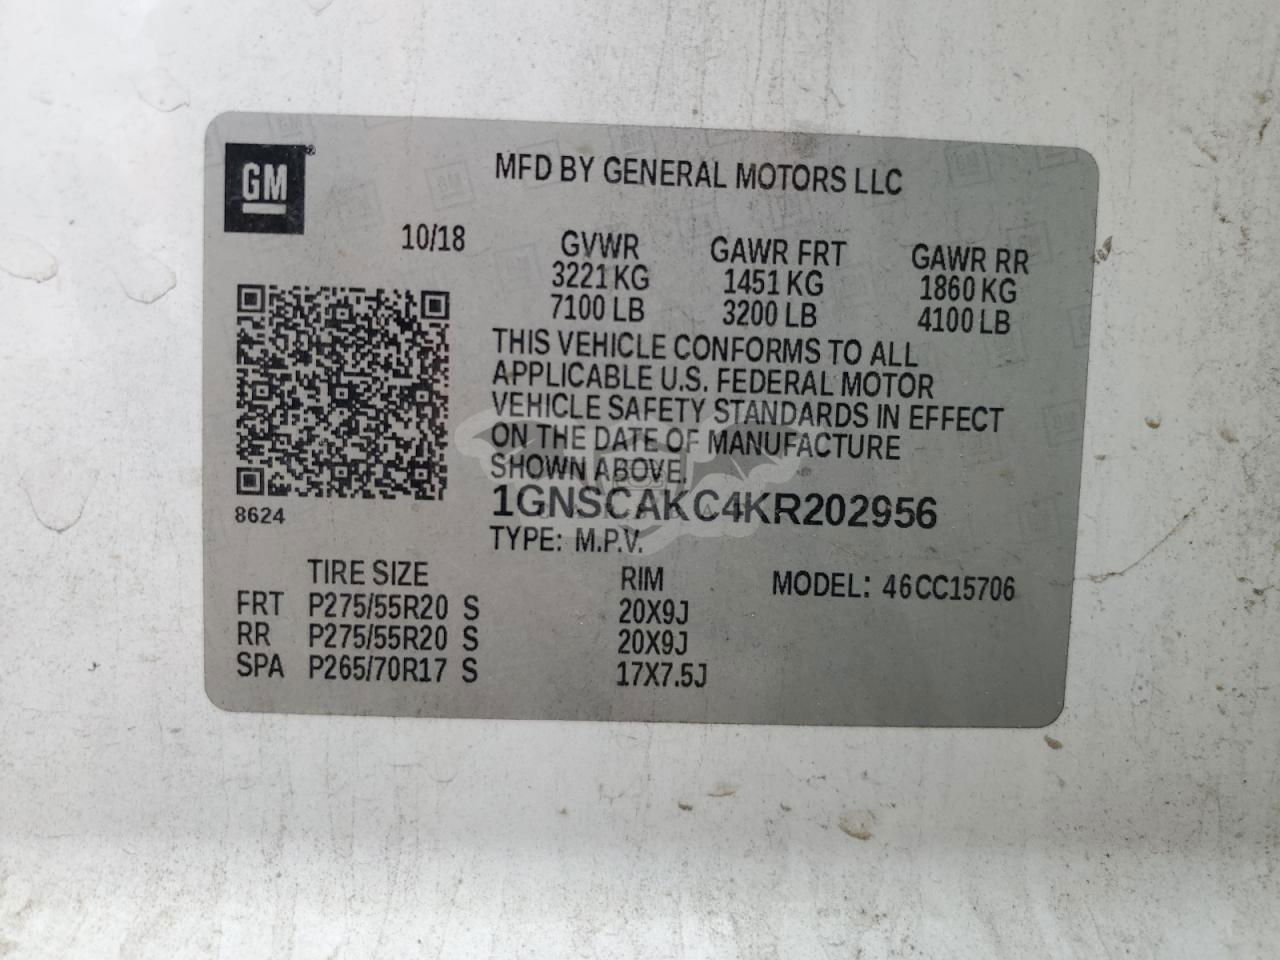 GM
MFD BY GENERAL MOTORS LLC
10/18 GVWR GAWR FRT GAWR RR
3221 KG 1451 KG 1860 KG
7100 LB 3200 LB 4100 LB
THIS VEHICLE CONFORMS TO ALL
APPLICABLE U.S. FEDERAL MOTOR
VEHICLE SAFETY STANDARDS IN EFFECT
ON THE DATE OF MANUFACTURE
SHOWN ABOVE.
8624 1GNSCAKC4KR202956
TYPE: M.P.V.
TIRE SIZE RIM MODEL: 46CC15706
FRT P275/55R20 S 20X9J
RR P275/55R20 S 20X9J
SPA P265/70R17 S 17X7.5J